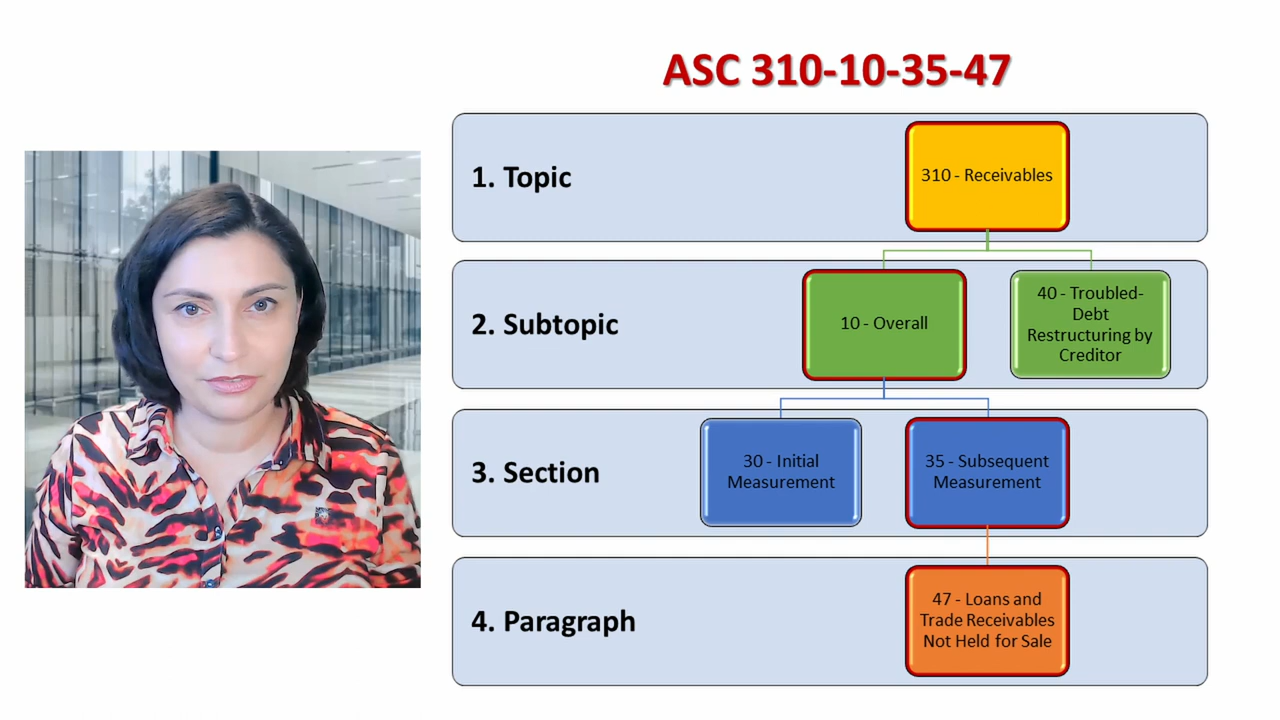 ASC 310-10-35-47
1. Topic
310 - Receivables
2. Subtopic
10 - Overall
40 - Troubled-
Debt
Restructuring by
Creditor
3. Section
30 - Initial
Measurement
35 - Subsequent
Measurement
4. Paragraph
47 - Loans and
Trade Receivables
Not Held for Sale